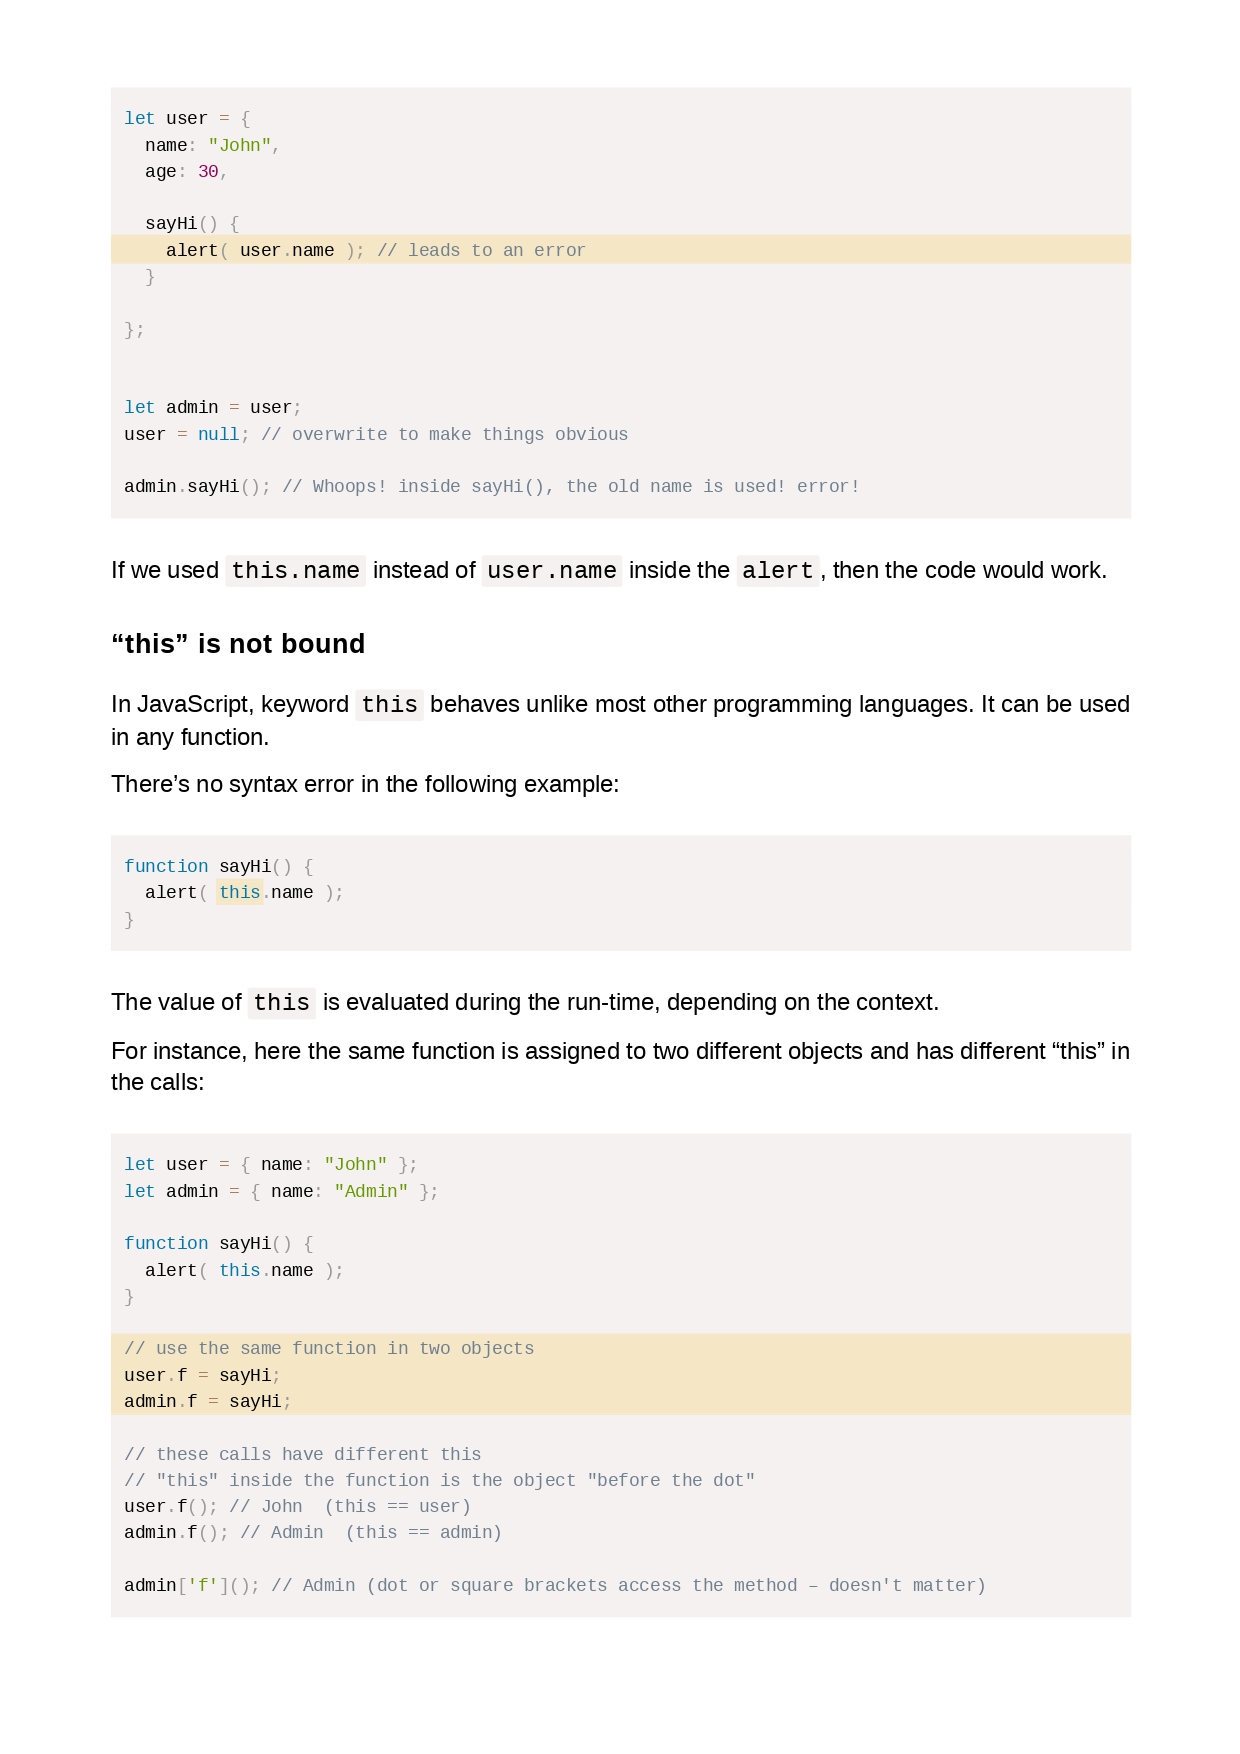 let user = {
  name: "John",
  age: 30,

  sayHi() {
    alert( user.name ); // leads to an error
  }

};


let admin = user;
user = null; // overwrite to make things obvious

admin.sayHi(); // Whoops! inside sayHi(), the old name is used! error!

If we used this.name instead of user.name inside the alert, then the code would work.

“this” is not bound

In JavaScript, keyword this behaves unlike most other programming languages. It can be used
in any function.
There’s no syntax error in the following example:

function sayHi() {
  alert( this.name );
}

The value of this is evaluated during the run-time, depending on the context.
For instance, here the same function is assigned to two different objects and has different “this” in
the calls:

let user = { name: "John" };
let admin = { name: "Admin" };

function sayHi() {
  alert( this.name );
}

// use the same function in two objects
user.f = sayHi;
admin.f = sayHi;

// these calls have different this
// "this" inside the function is the object "before the dot"
user.f(); // John  (this == user)
admin.f(); // Admin  (this == admin)

admin['f'](); // Admin (dot or square brackets access the method – doesn't matter)